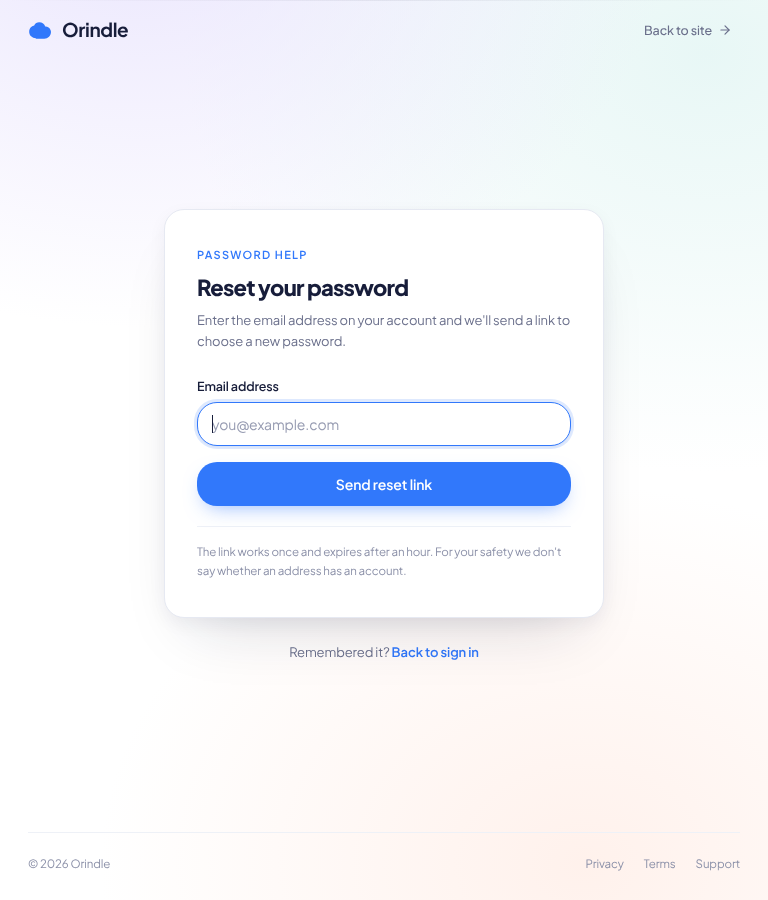 Orindle
Back to site
PASSWORD HELP
Reset your password
Enter the email address on your account and we'll send a link to
choose a new password.
Email address
you@example.com
Send reset link
The link works once and expires after an hour. For your safety we don't
say whether an address has an account.
Remembered it? Back to sign in
© 2026 Orindle
Privacy
Terms
Support